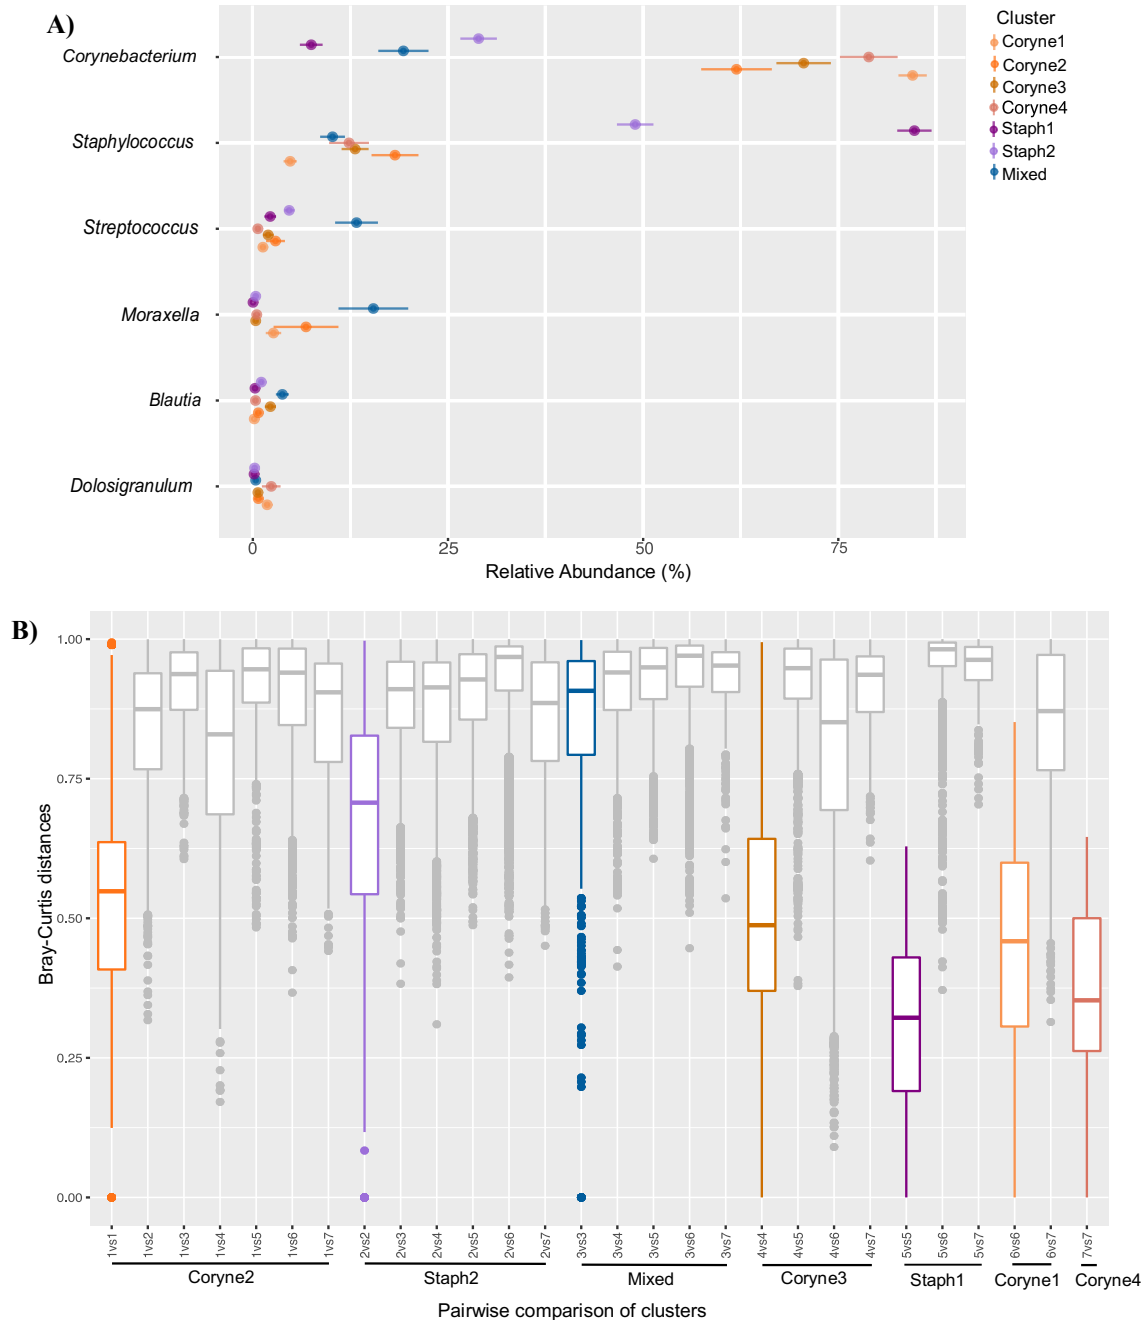 A)
Corynebacterium
Staphylococcus
Streptococcus
Moraxella
Blautia
Dolosigranulum
0
25
50
75
Relative Abundance (%)
Cluster
Coryne1
Coryne2
Coryne3
Coryne4
Staph1
Staph2
Mixed
B)
1.00
0.75
0.50
0.25
0.00
Bray-Curtis distances
1vs1
1vs2
1vs3
1vs4
1vs5
1vs6
1vs7
2vs2
2vs3
2vs4
2vs5
2vs6
2vs7
3vs3
3vs4
3vs5
3vs6
3vs7
4vs4
4vs5
4vs6
4vs7
5vs5
5vs6
5vs7
6vs6
6vs7
7vs7
Coryne2
Staph2
Mixed
Coryne3
Staph1
Coryne1
Coryne4
Pairwise comparison of clusters